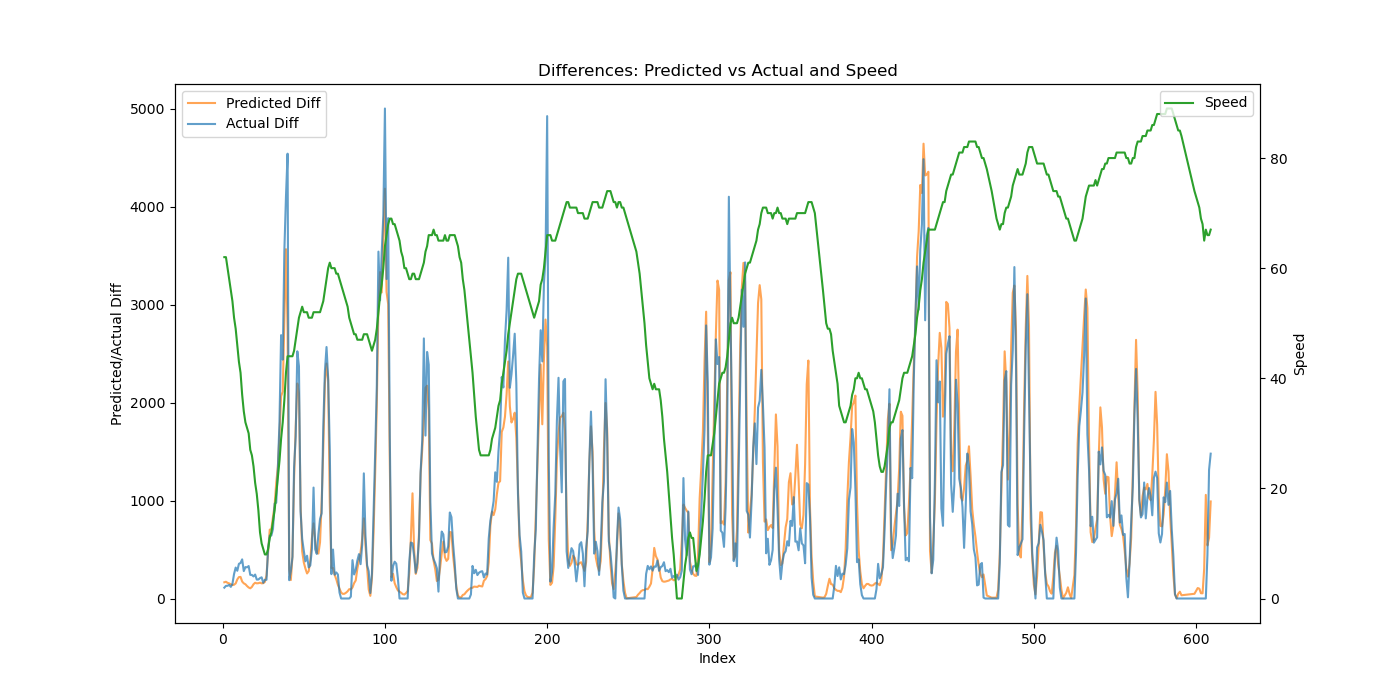 Differences: Predicted vs Actual and Speed
Predicted Diff
Actual Diff
Speed
5000
4000
3000
2000
1000
0
Predicted/Actual Diff
80
60
40
20
0
Speed
0 100 200 300 400 500 600
Index